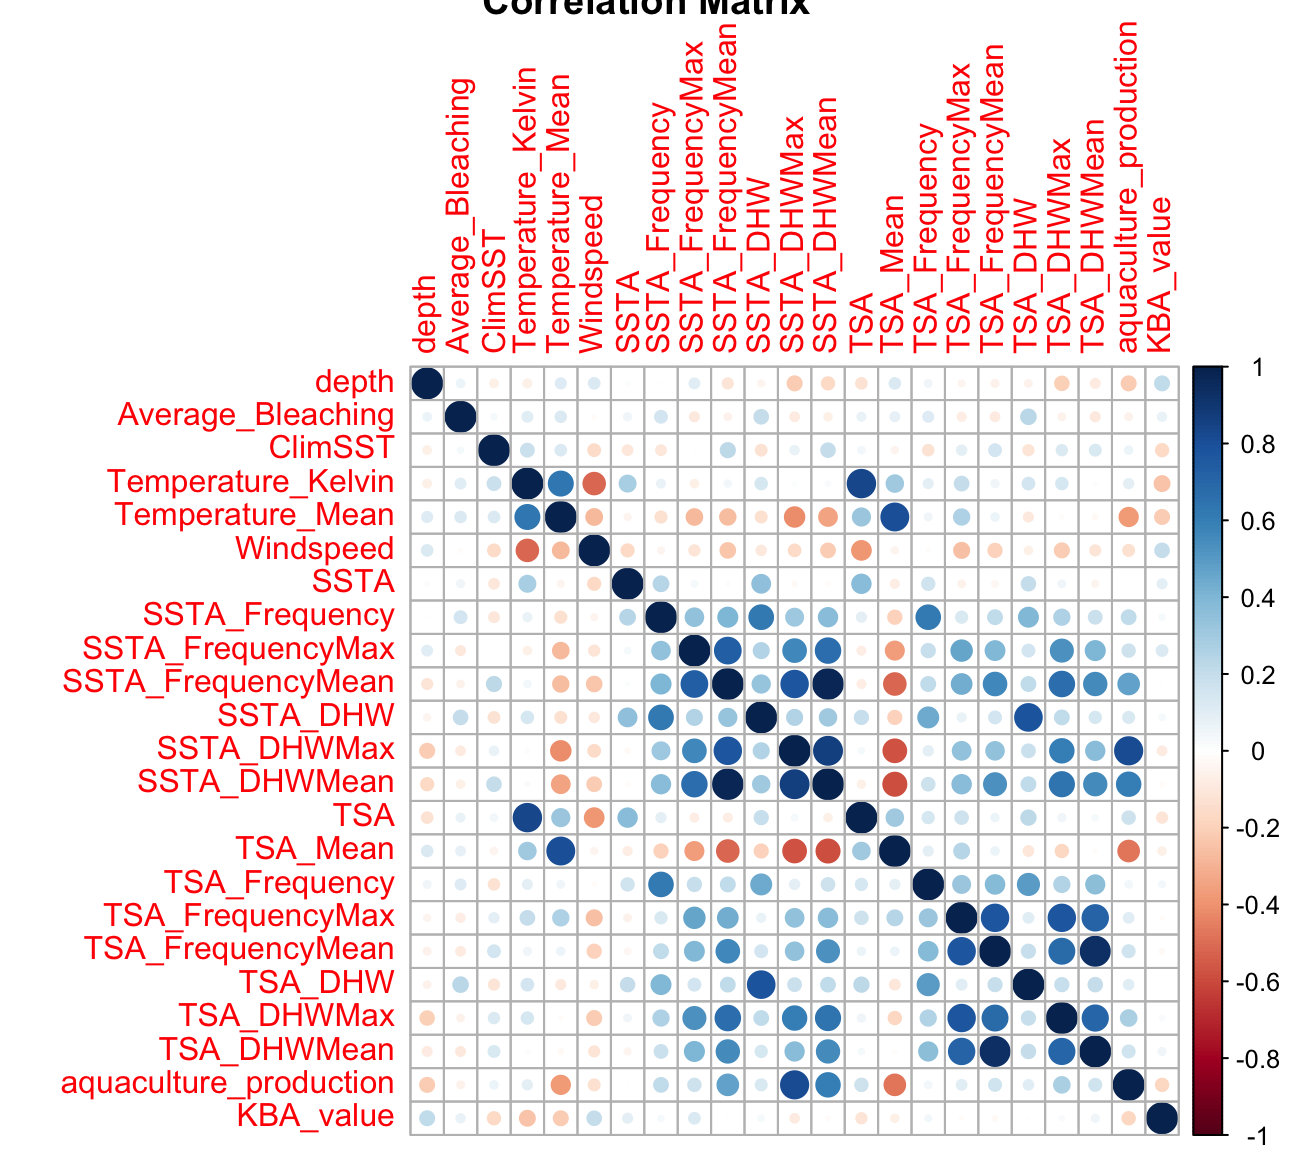 Correlation Matrix
depth
Average_Bleaching
ClimSST
Temperature_Kelvin
Temperature_Mean
Windspeed
SSTA
SSTA_Frequency
SSTA_FrequencyMax
SSTA_FrequencyMean
SSTA_DHW
SSTA_DHWMax
SSTA_DHWMean
TSA
TSA_Mean
TSA_Frequency
TSA_FrequencyMax
TSA_FrequencyMean
TSA_DHW
TSA_DHWMax
TSA_DHWMean
aquaculture_production
KBA_value
depth
Average_Bleaching
ClimSST
Temperature_Kelvin
Temperature_Mean
Windspeed
SSTA
SSTA_Frequency
SSTA_FrequencyMax
SSTA_FrequencyMean
SSTA_DHW
SSTA_DHWMax
SSTA_DHWMean
TSA
TSA_Mean
TSA_Frequency
TSA_FrequencyMax
TSA_FrequencyMean
TSA_DHW
TSA_DHWMax
TSA_DHWMean
aquaculture_production
KBA_value
1
0.8
0.6
0.4
0.2
0
-0.2
-0.4
-0.6
-0.8
-1